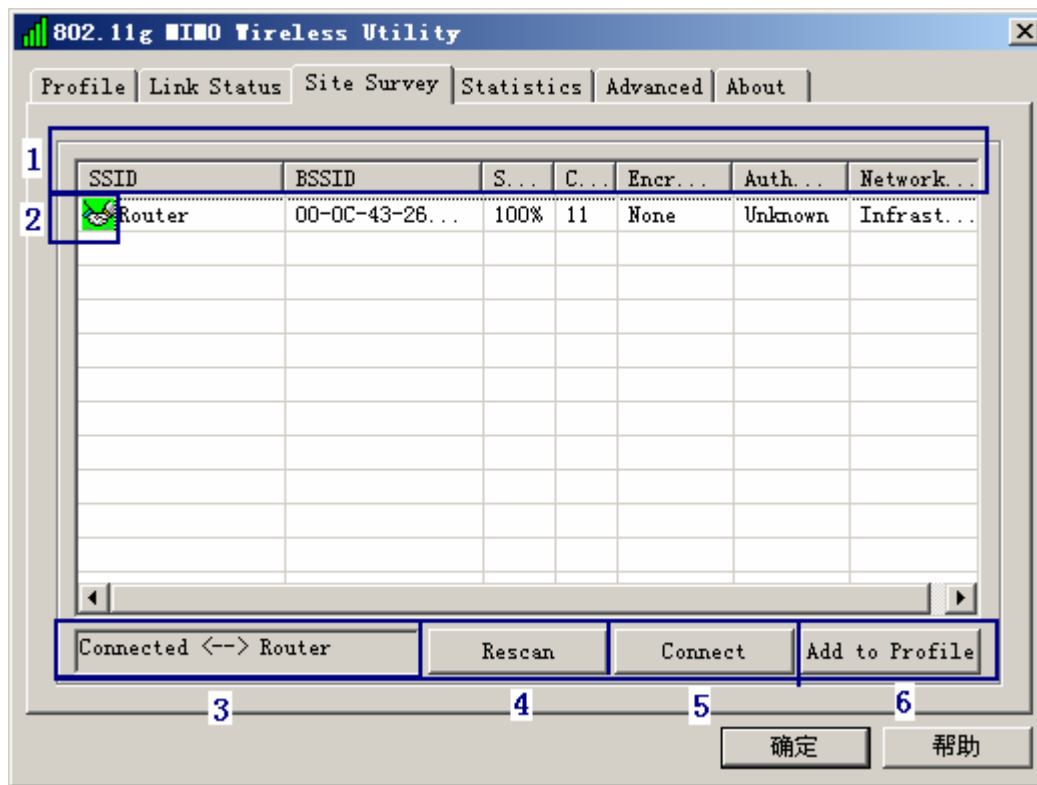 802.11g MIMO Wireless Utility
Profile Link Status Site Survey Statistics Advanced About
1
SSID BSSID S... C... Encr... Auth... Network...
2
Router 00-0C-43-26... 100% 11 None Unknown Infrast...
Connected <--> Router Rescan Connect Add to Profile
3 4 5 6
确定 帮助